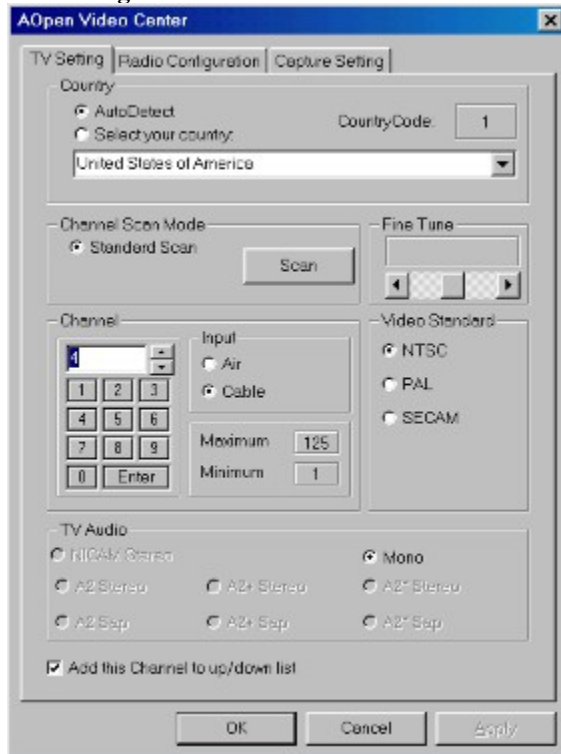 AOpen Video Center
TV Setting Radio Configuration Capture Setting
Country
AutoDetect
Select your country:
CountryCode: 1
United States of America
Channel Scan Mode
Standard Scan
Scan
Fine Tune
Channel
4
1 2 3
4 5 6
7 8 9
0 Enter
Input
Air
Cable
Maximum 125
Minimum 1
Video Standard
NTSC
PAL
SECAM
TV Audio
NICAM Stereo Mono
A2 Stereo A2+ Stereo A2* Stereo
A2 Sap A2+ Sap A2* Sap
Add this Channel to up/down list
OK Cancel Apply